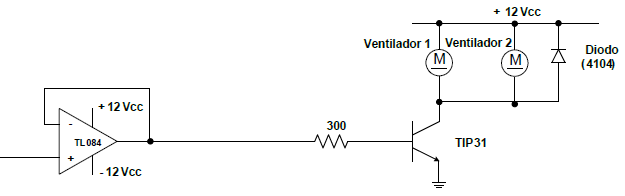 + 12 Vcc
Ventilador 1
Ventilador 2
M
M
Diodo
(4104)
+ 12 Vcc
-
TL 084
+
- 12 Vcc
300
TIP31